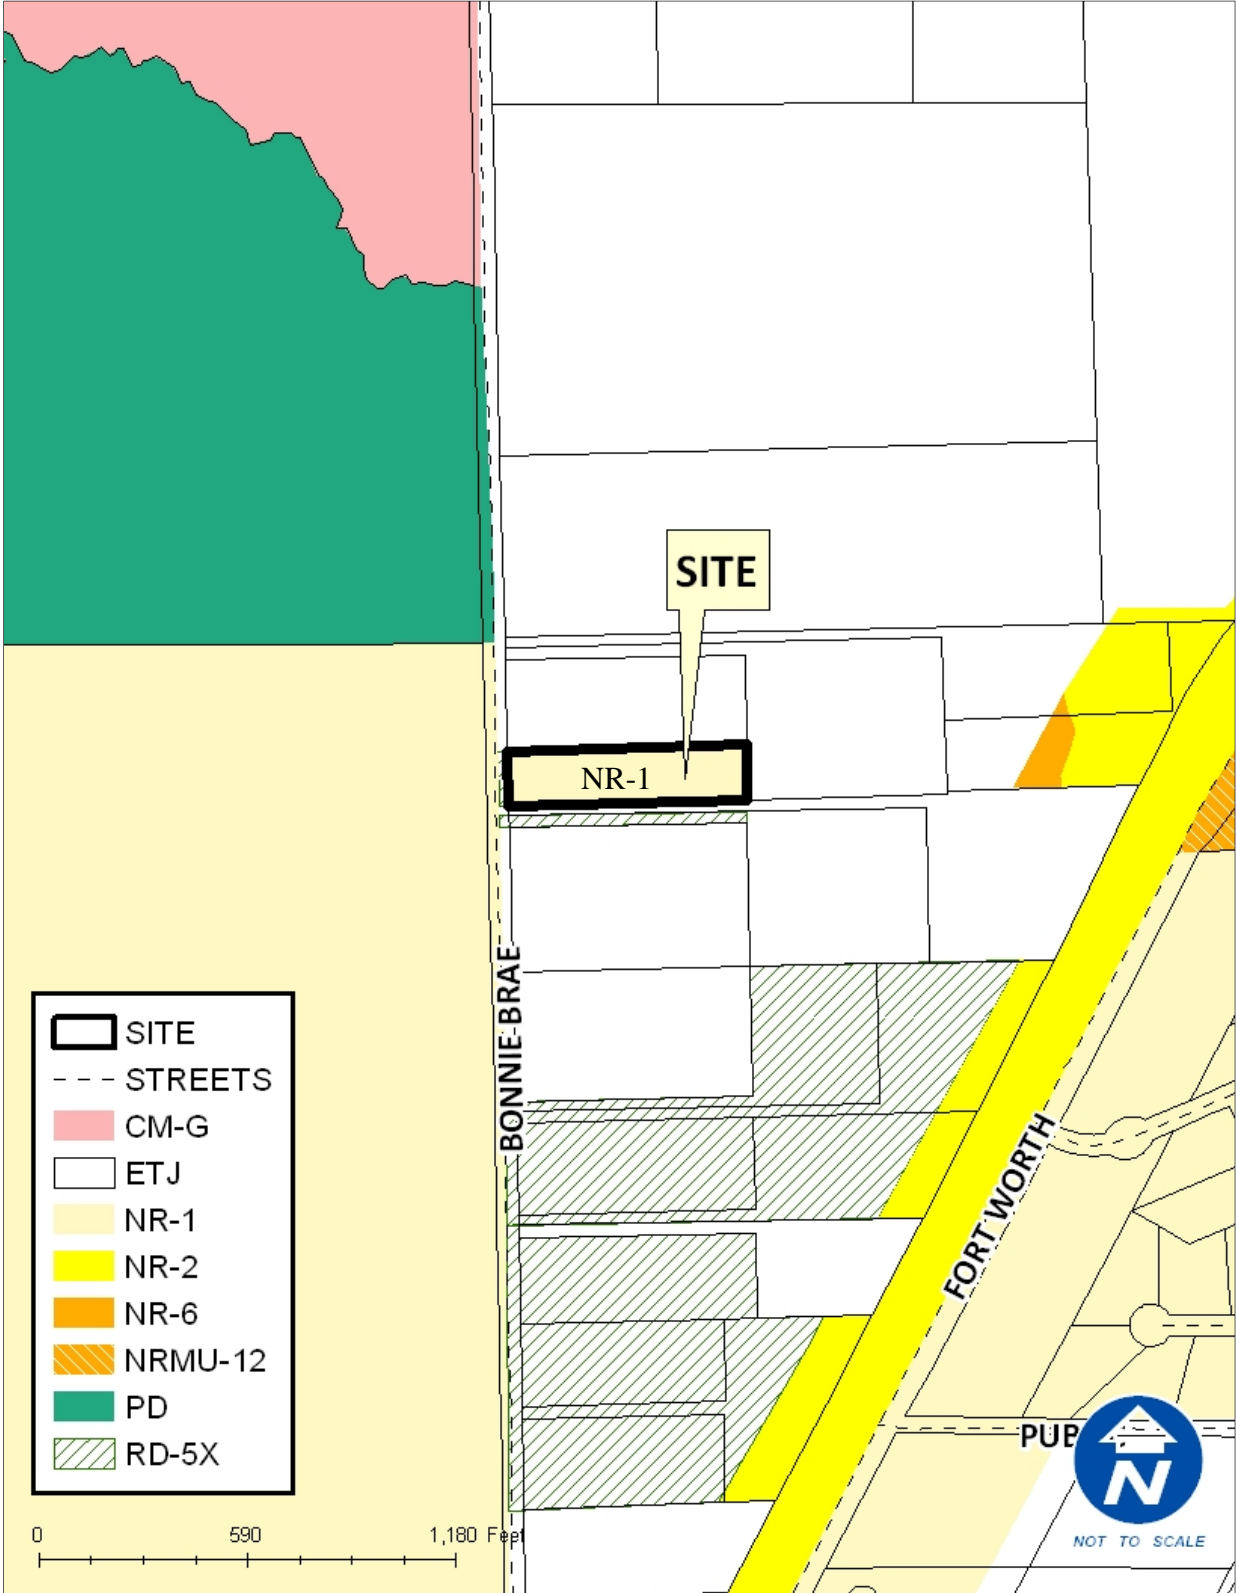 SITE
NR-1
BONNIE BRAE
FORT WORTH
SITE
STREETS
CM-G
ETJ
NR-1
NR-2
NR-6
NRMU-12
PD
RD-5X
0 590 1,180 Feet
PUB
N
NOT TO SCALE